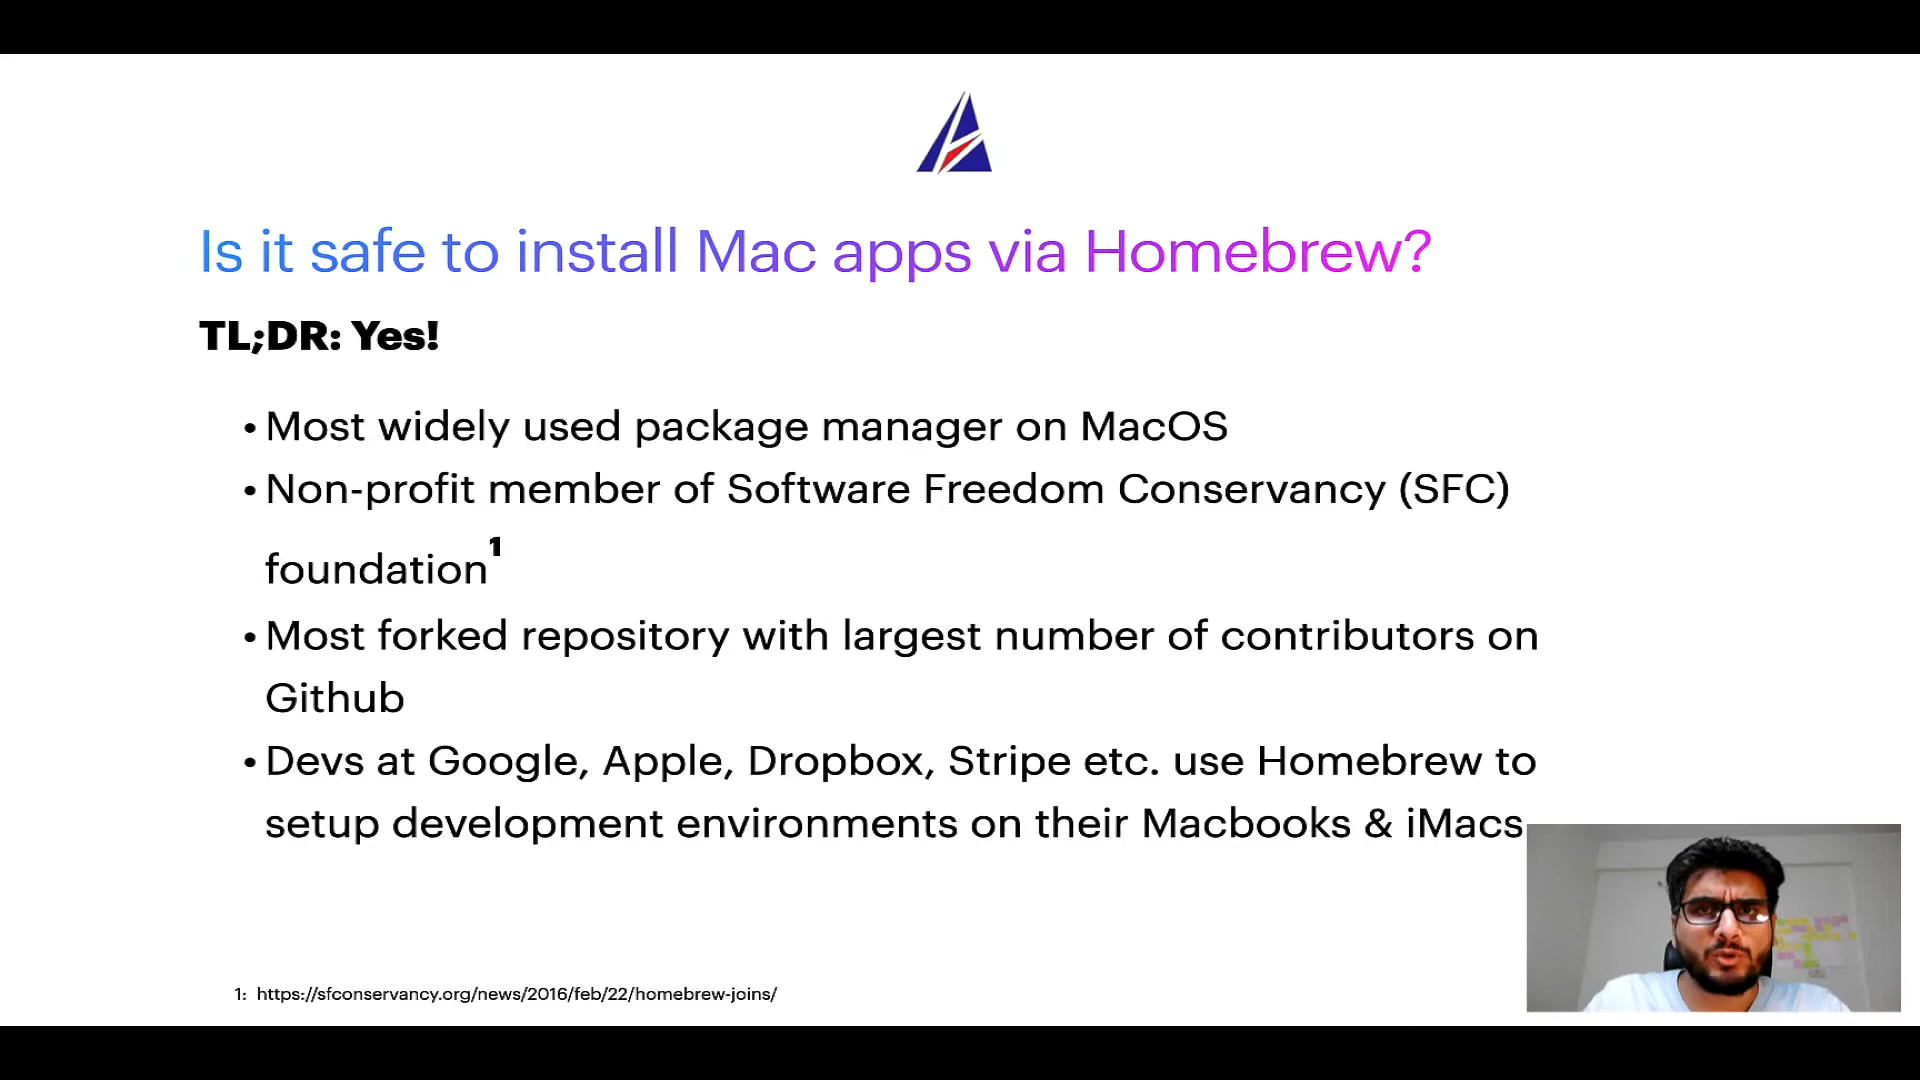 Is it safe to install Mac apps via Homebrew?
TL;DR: Yes!
• Most widely used package manager on MacOS
• Non-profit member of Software Freedom Conservancy (SFC)
foundation¹
• Most forked repository with largest number of contributors on
Github
• Devs at Google, Apple, Dropbox, Stripe etc. use Homebrew to
setup development environments on their Macbooks & iMacs
1: https://sfconservancy.org/news/2016/feb/22/homebrew-joins/